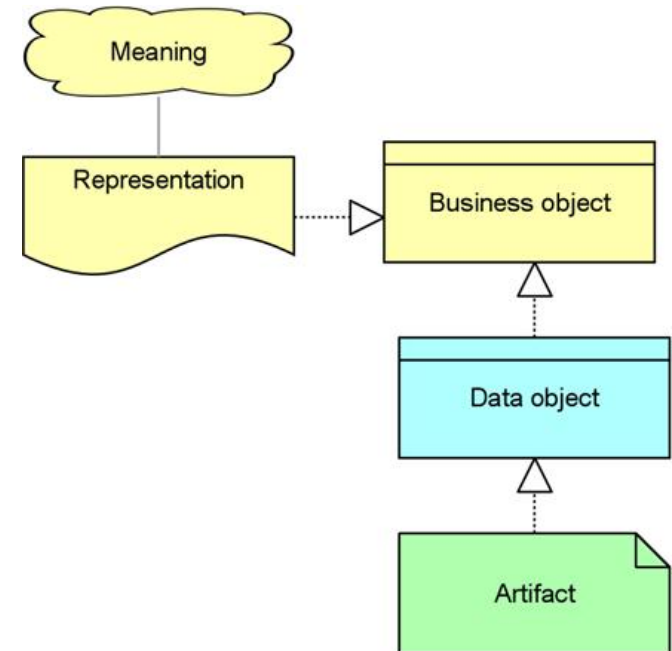 Meaning
Representation
Business object
Data object
Artifact